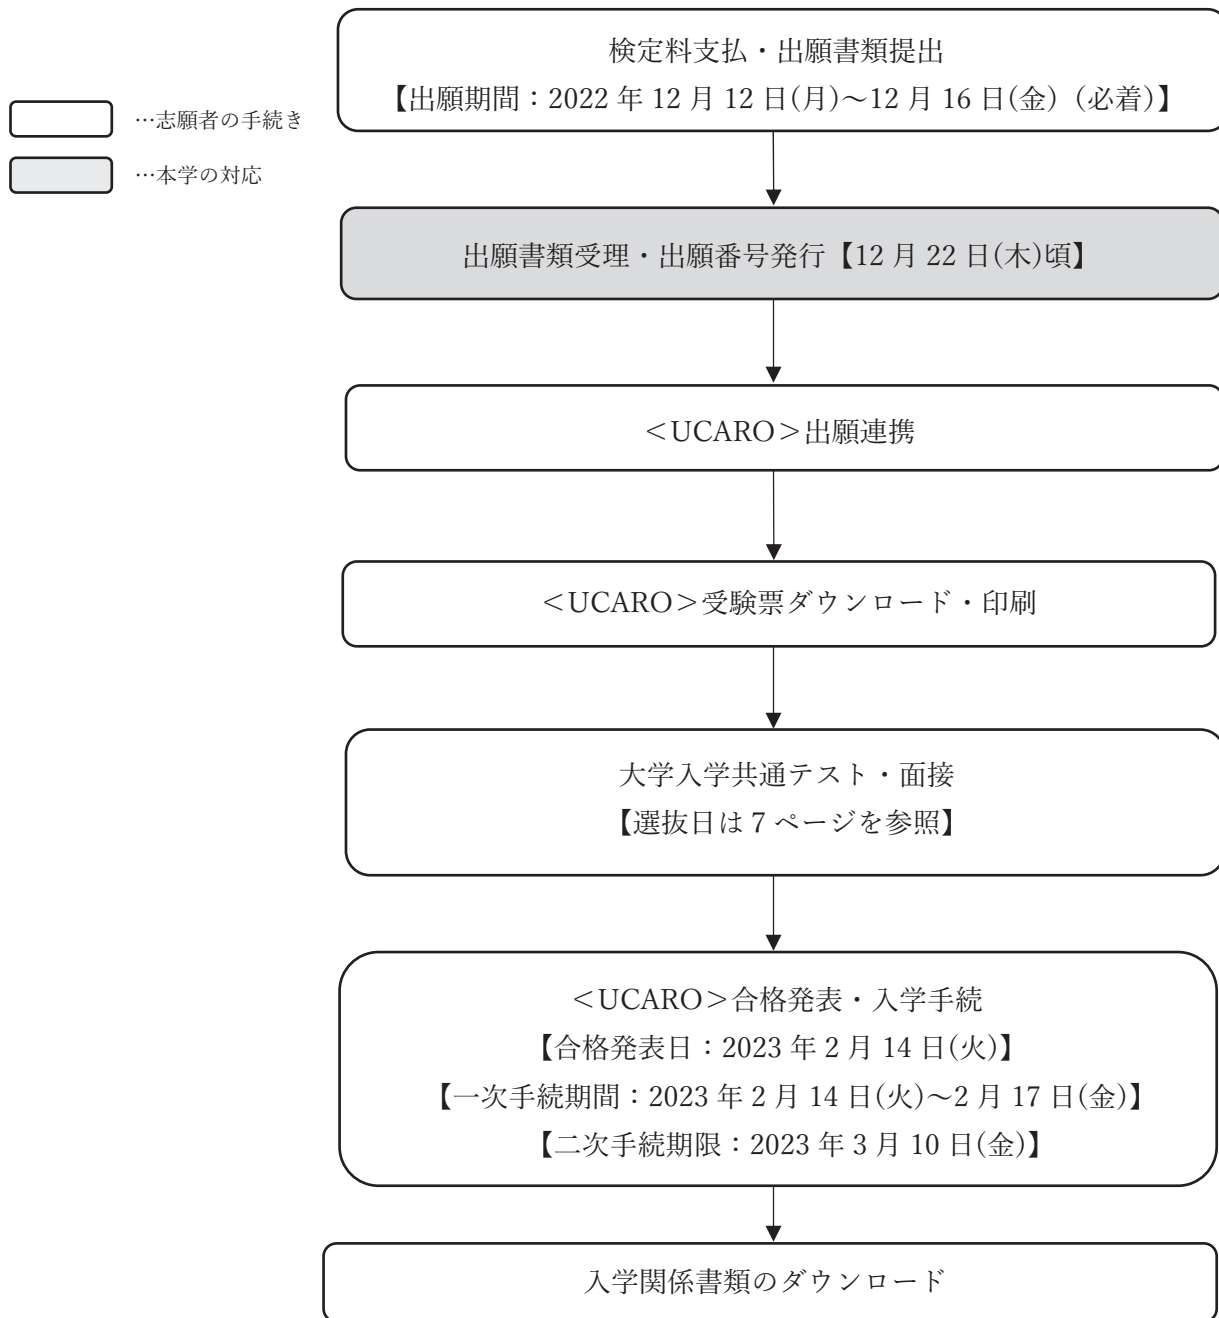 検定料支払・出願書類提出
【出願期間：2022 年 12 月 12 日(月)～12 月 16 日(金)（必着）】
…志願者の手続き
…本学の対応
出願書類受理・出願番号発行【12 月 22 日(木)頃】
＜UCARO＞出願連携
＜UCARO＞受験票ダウンロード・印刷
大学入学共通テスト・面接
【選抜日は 7 ページを参照】
＜UCARO＞合格発表・入学手続
【合格発表日：2023 年 2 月 14 日(火)】
【一次手続期間：2023 年 2 月 14 日(火)～2 月 17 日(金)】
【二次手続期限：2023 年 3 月 10 日(金)】
入学関係書類のダウンロード